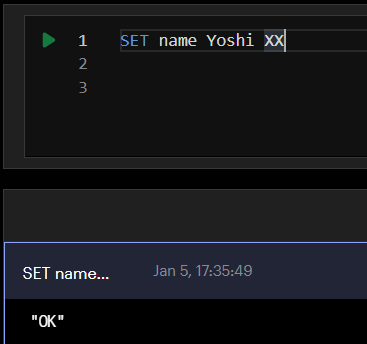 1 SET name Yoshi XX
2
3
SET name... Jan 5, 17:35:49
"OK"